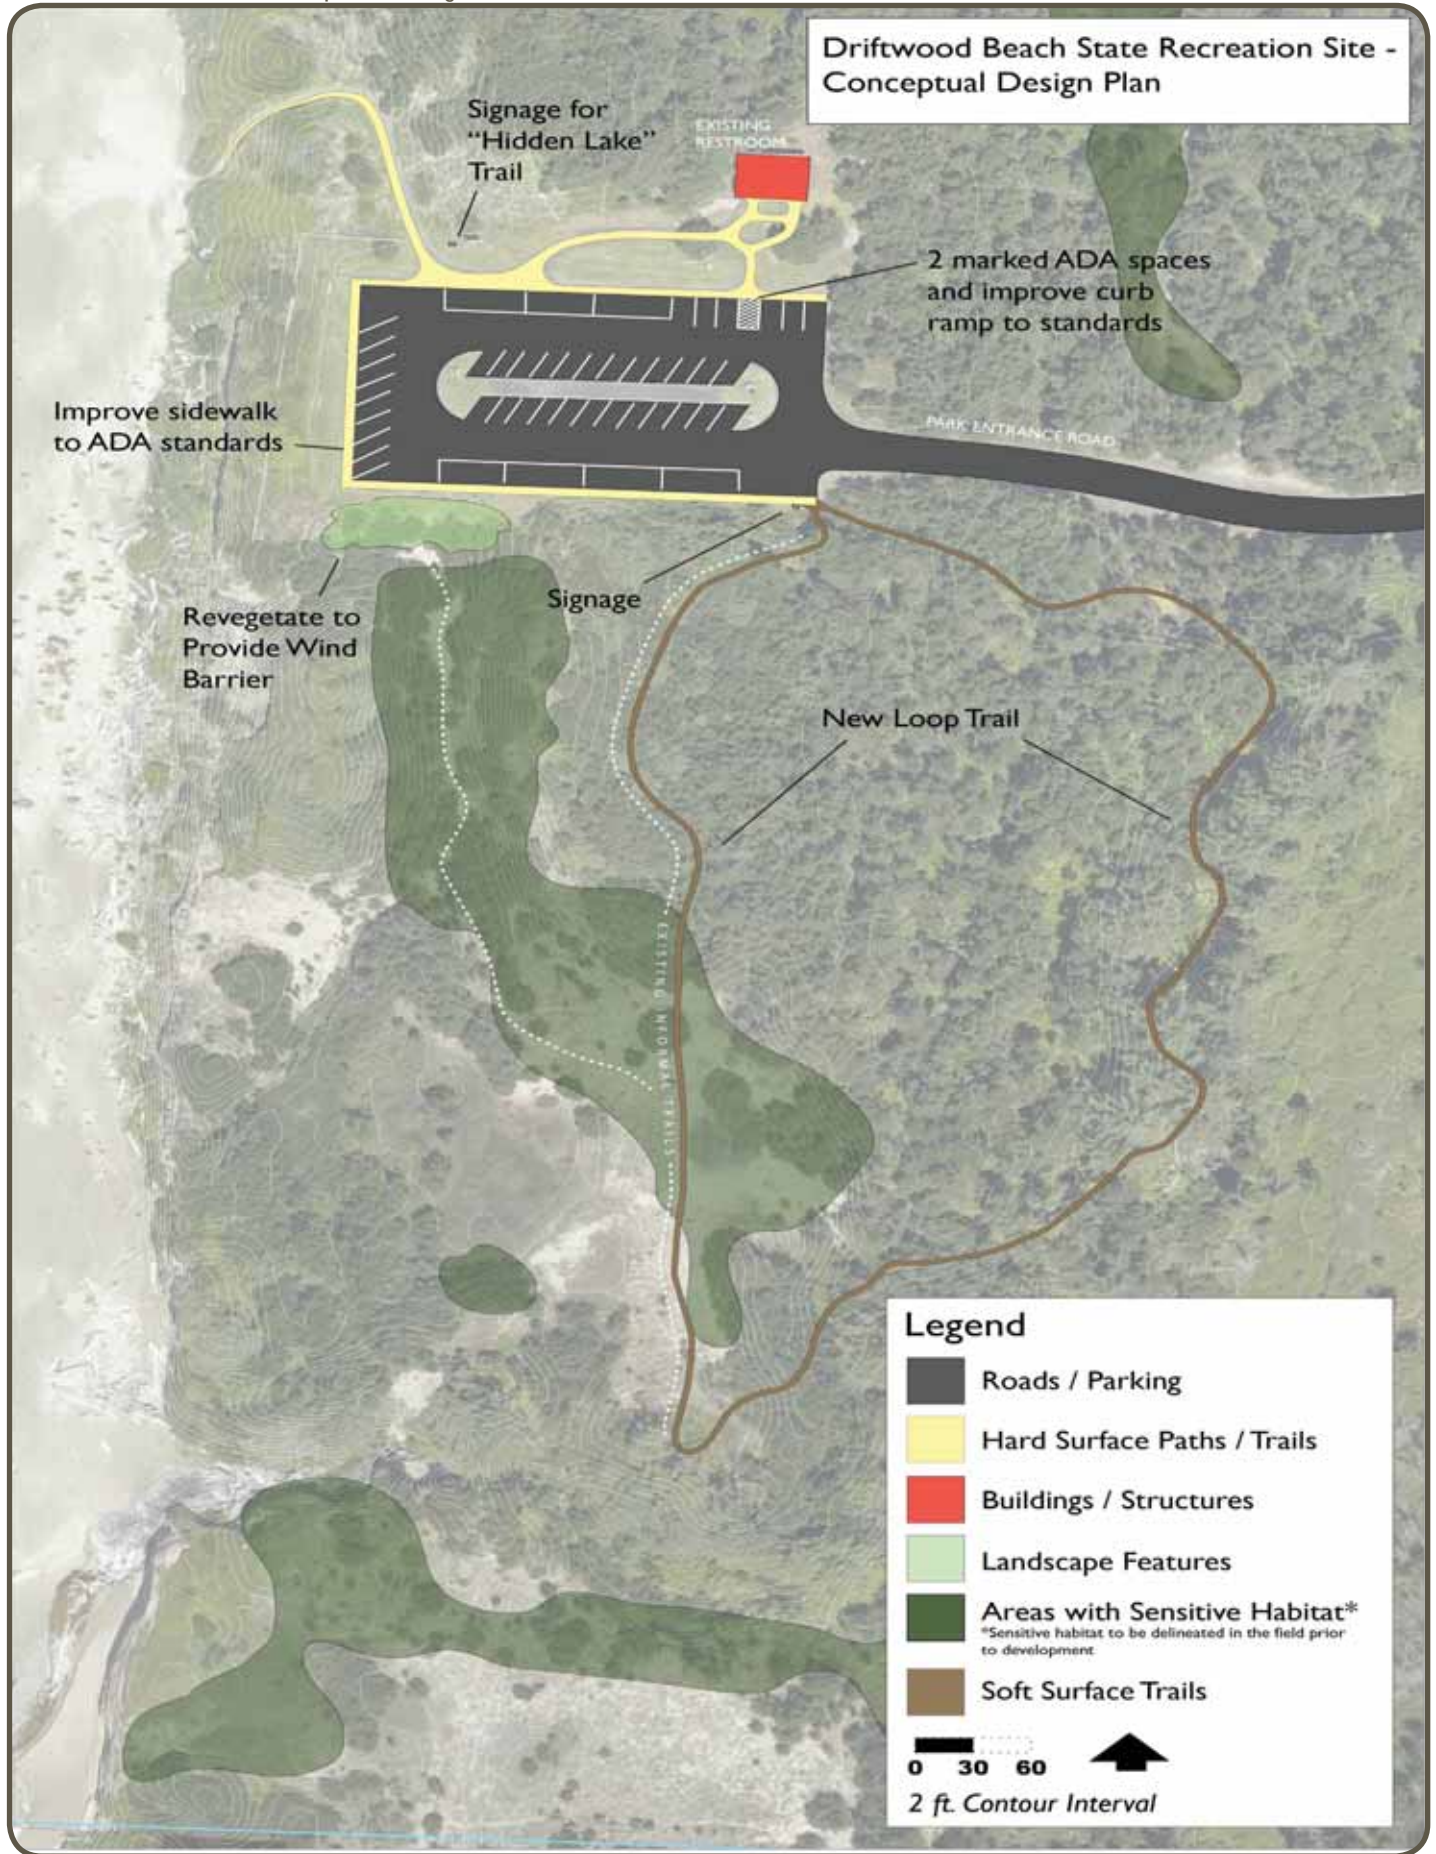 Driftwood Beach State Recreation Site -
Conceptual Design Plan
Signage for
“Hidden Lake”
Trail
EXISTING
RESTROOM
2 marked ADA spaces
and improve curb
ramp to standards
Improve sidewalk
to ADA standards
PARK ENTRANCE ROAD
Signage
Revegetate to
Provide Wind
Barrier
New Loop Trail
EXISTING INFORMAL TRAILS
Legend
Roads / Parking
Hard Surface Paths / Trails
Buildings / Structures
Landscape Features
Areas with Sensitive Habitat*
*Sensitive habitat to be delineated in the field prior
to development
Soft Surface Trails
0 30 60
2 ft. Contour Interval